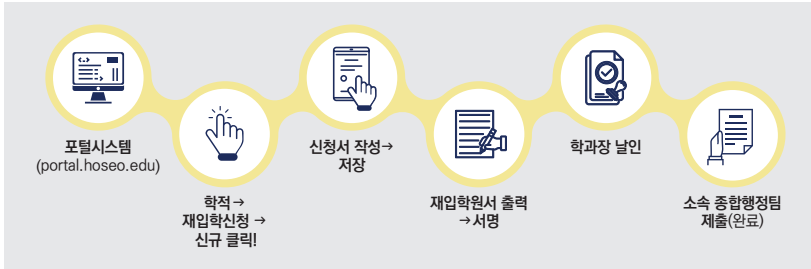 포털시스템
(portal.hoseo.edu)
학적→
재입학신청 →
신규 클릭!
신청서 작성→
저장
재입학원서 출력
→서명
학과장 날인
소속 종합행정팀
제출(완료)